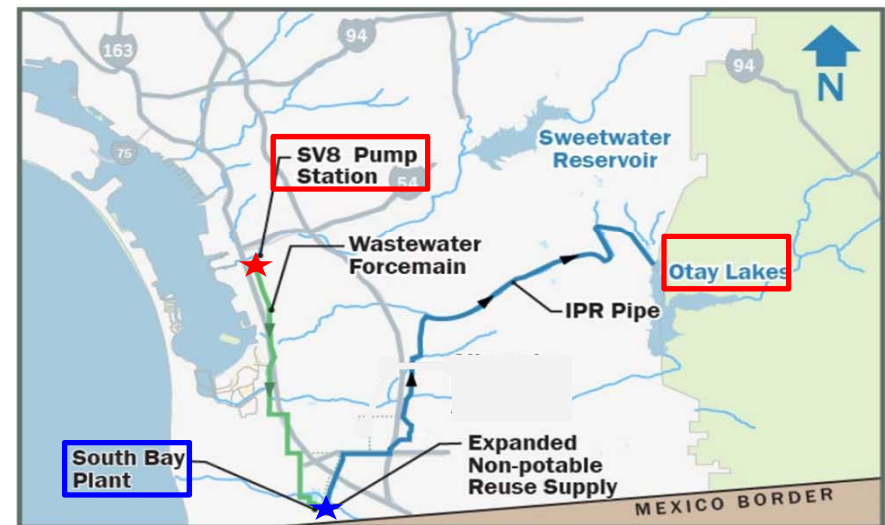 163
94
94
N
75
Sweetwater
Reservoir
SV8 Pump
Station
54
Wastewater
Forcemain
Otay Lakes
IPR Pipe
South Bay
Plant
Expanded
Non-potable
Reuse Supply
MEXICO BORDER